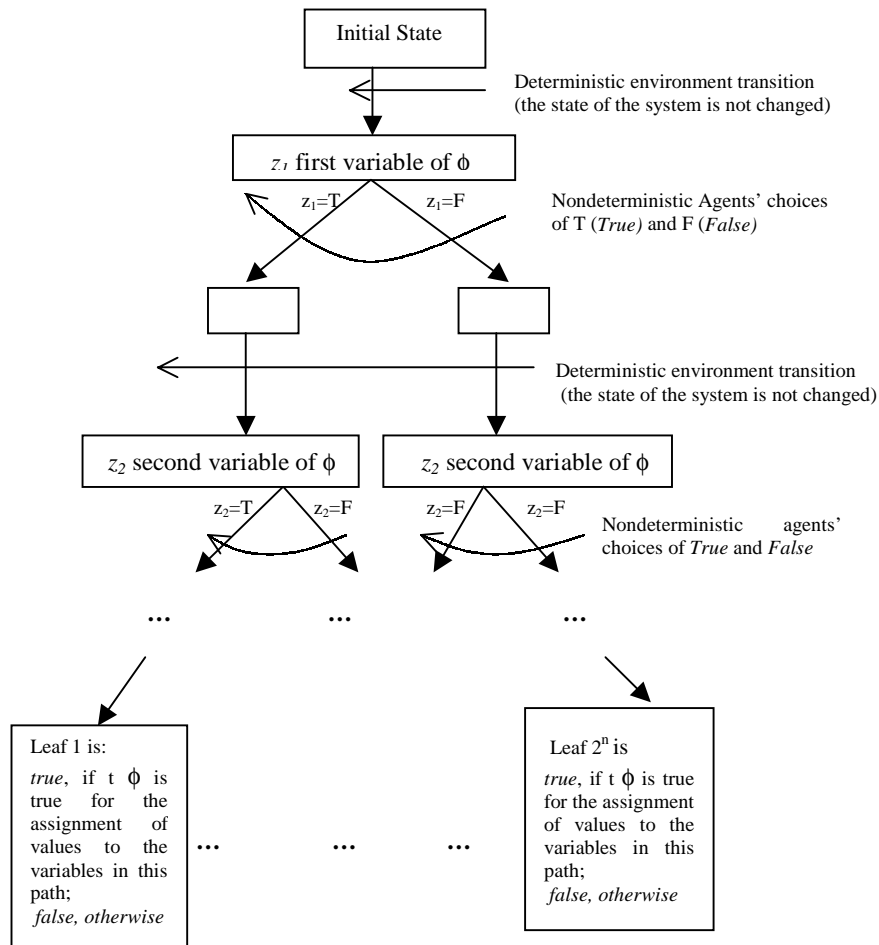 Initial State
Deterministic environment transition
(the state of the system is not changed)
z₁ first variable of ϕ
z₁=T
z₁=F
Nondeterministic Agents’ choices
of T (True) and F (False)
Deterministic environment transition
(the state of the system is not changed)
z₂ second variable of ϕ
z₂ second variable of ϕ
z₂=T
z₂=F
z₂=F
z₂=F
Nondeterministic agents’
choices of True and False
... ... ...
Leaf 1 is:
true, if t ϕ is
true for the
assignment of
values to the
variables in this
path;
false, otherwise
... ... ...
Leaf 2ⁿ is
true, if t ϕ is true
for the assignment
of values to the
variables in this
path;
false, otherwise